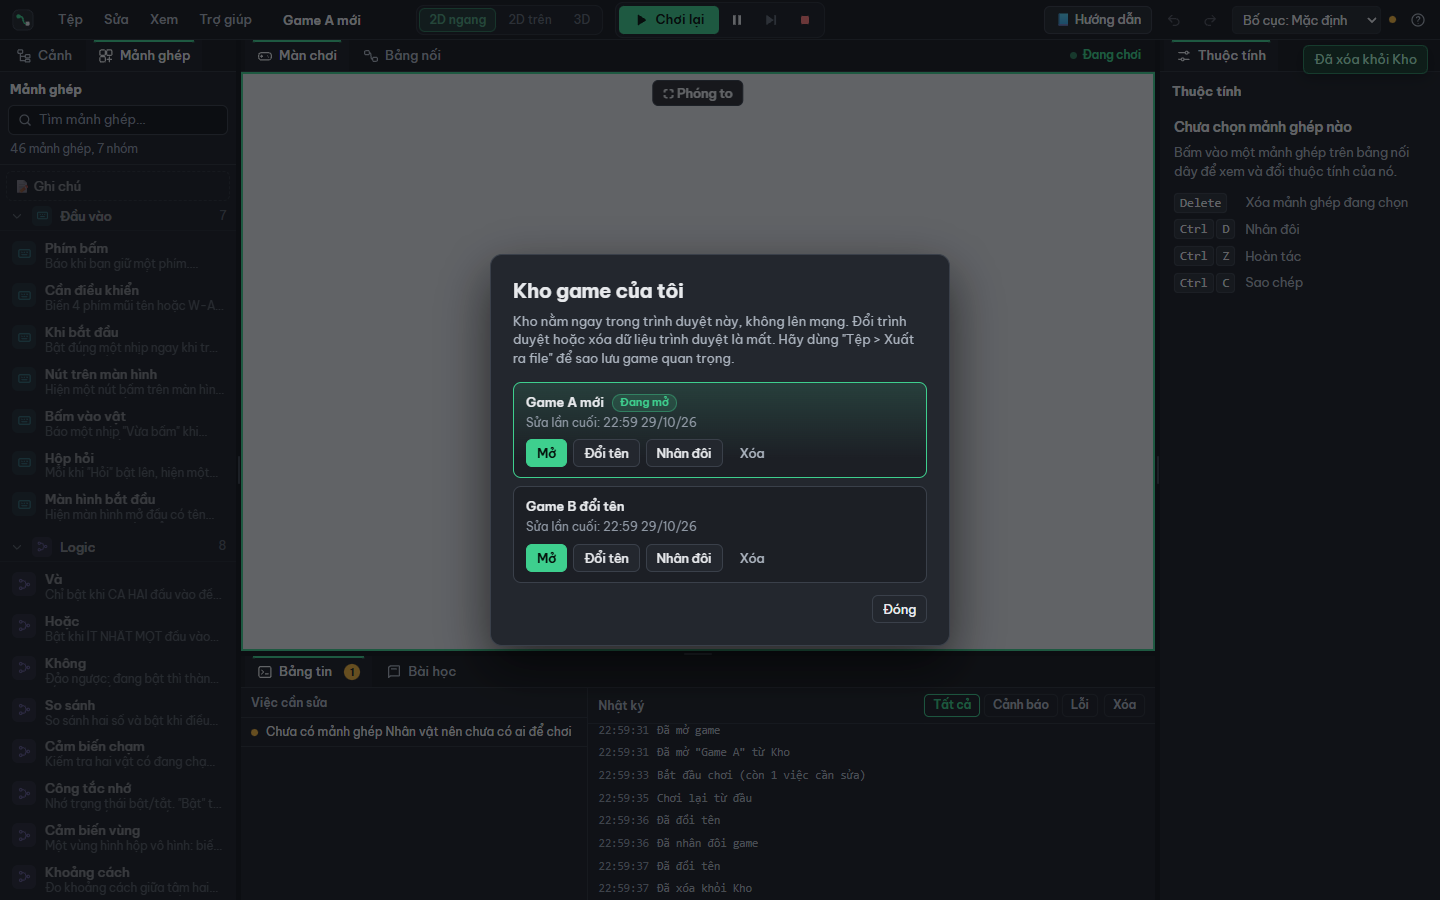 Tệp Sửa Xem Trợ giúp Game A mới 2D ngang 2D trên 3D Chơi lại Hướng dẫn Bố cục: Mặc định
Cảnh Mảnh ghép
Màn chơi Bảng nối Đang chơi
Thuộc tính Đã xóa khỏi Kho
Mảnh ghép
Tìm mảnh ghép...
46 mảnh ghép, 7 nhóm
Ghi chú
Đầu vào 7
Phím bấm
Báo khi bạn giữ một phím....
Cần điều khiển
Biến 4 phím mũi tên hoặc W-A...
Khi bắt đầu
Bật đúng một nhịp ngay khi tr...
Nút trên màn hình
Hiện một nút bấm trên màn hìn...
Bấm vào vật
Báo một nhịp "Vừa bấm" khi...
Hộp hỏi
Mỗi khi "Hỏi" bật lên, hiện một...
Màn hình bắt đầu
Hiện màn hình mở đầu có tên...
Logic 8
Và
Chỉ bật khi CẢ HAI đầu vào đề...
Hoặc
Bật khi ÍT NHẤT MỘT đầu vào...
Không
Đảo ngược: đang bật thì thàn...
So sánh
So sánh hai số và bật khi điều...
Cảm biến chạm
Kiểm tra hai vật có đang chạ...
Công tắc nhớ
Nhớ trạng thái bật/tắt. "Bật" t...
Cảm biến vùng
Một vùng hình hộp vô hình: biế...
Khoảng cách
Đo khoảng cách giữa tâm hai...
Phóng to
Kho game của tôi
Kho nằm ngay trong trình duyệt này, không lên mạng. Đổi trình
duyệt hoặc xóa dữ liệu trình duyệt là mất. Hãy dùng "Tệp > Xuất
ra file" để sao lưu game quan trọng.
Game A mới Đang mở
Sửa lần cuối: 22:59 29/10/26
Mở Đổi tên Nhân đôi Xóa
Game B đổi tên
Sửa lần cuối: 22:59 29/10/26
Mở Đổi tên Nhân đôi Xóa
Đóng
Bảng tin 1 Bài học
Việc cần sửa
Chưa có mảnh ghép Nhân vật nên chưa có ai để chơi
Nhật ký Tất cả Cảnh báo Lỗi Xóa
22:59:31 Đã mở game
22:59:31 Đã mở "Game A" từ Kho
22:59:33 Bắt đầu chơi (còn 1 việc cần sửa)
22:59:35 Chơi lại từ đầu
22:59:36 Đã đổi tên
22:59:36 Đã nhân đôi game
22:59:37 Đã đổi tên
22:59:37 Đã xóa khỏi Kho
Thuộc tính
Chưa chọn mảnh ghép nào
Bấm vào một mảnh ghép trên bảng nối
dây để xem và đổi thuộc tính của nó.
Delete Xóa mảnh ghép đang chọn
Ctrl D Nhân đôi
Ctrl Z Hoàn tác
Ctrl C Sao chép